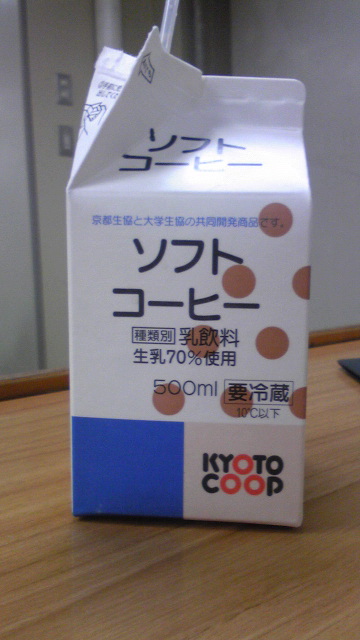 ソフト
コーヒー
京都生協と大学生協の共同開発商品です。
ソフト
コーヒー
種類別 乳飲料
生乳70%使用
500ml 要冷蔵
10℃以下
KYOTO
COOP